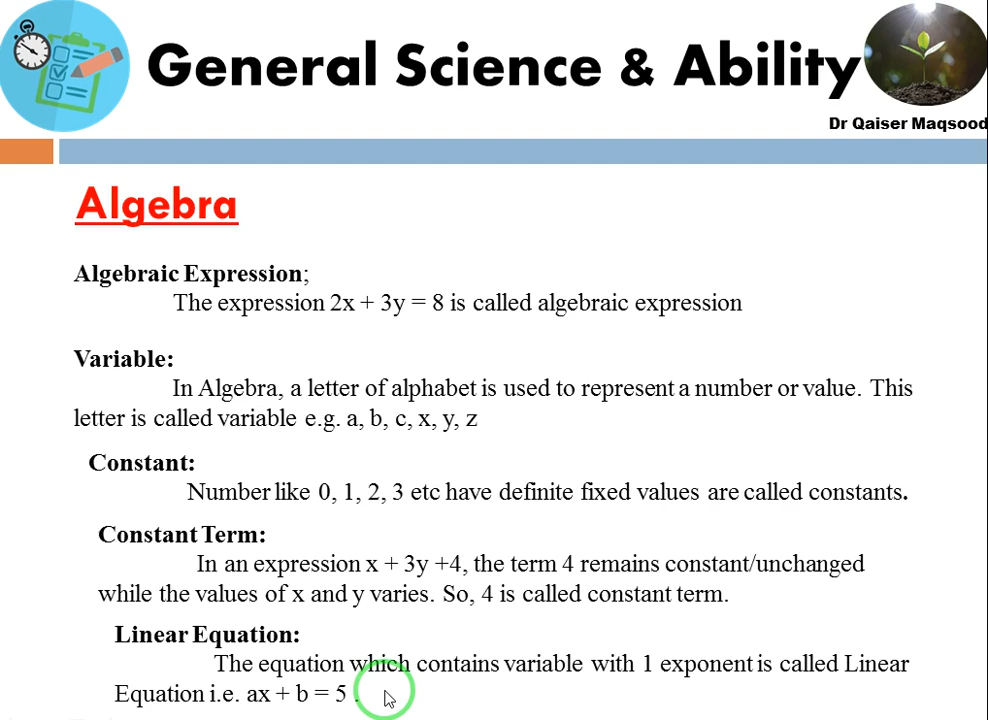 General Science & Ability
Dr Qaiser Maqsood
Algebra
Algebraic Expression;
The expression 2x + 3y = 8 is called algebraic expression
Variable:
In Algebra, a letter of alphabet is used to represent a number or value. This
letter is called variable e.g. a, b, c, x, y, z
Constant:
Number like 0, 1, 2, 3 etc have definite fixed values are called constants.
Constant Term:
In an expression x + 3y +4, the term 4 remains constant/unchanged
while the values of x and y varies. So, 4 is called constant term.
Linear Equation:
The equation which contains variable with 1 exponent is called Linear
Equation i.e. ax + b = 5 .